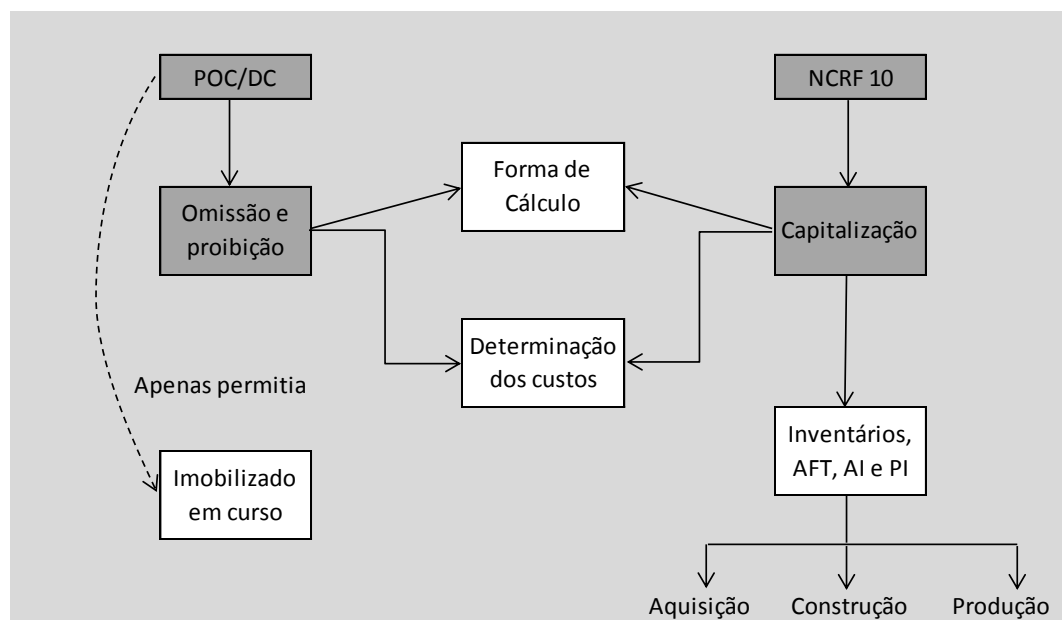 POC/DC
NCRF 10
Forma de
Cálculo
Omissão e
proibição
Capitalização
Determinação
dos custos
Apenas permitia
Inventários,
AFT, AI e PI
Imobilizado
em curso
Aquisição
Construção
Produção